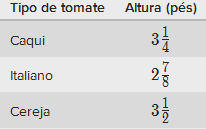 Tipo de tomate Altura (pés)
Caqui 3 1/4
Italiano 2 7/8
Cereja 3 1/2